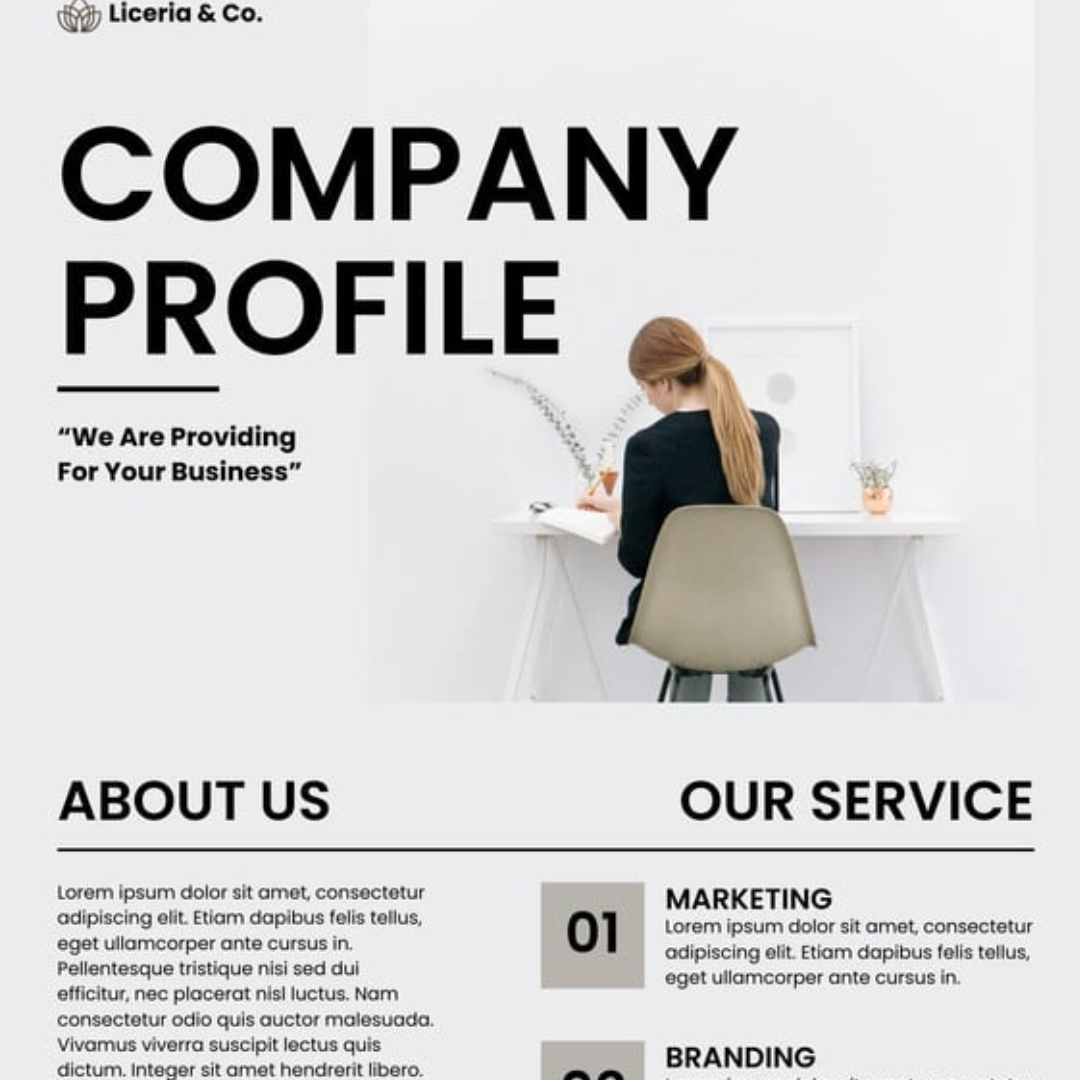 Liceria & Co.
COMPANY
PROFILE
“We Are Providing
For Your Business”
ABOUT US
OUR SERVICE
Lorem ipsum dolor sit amet, consectetur
adipiscing elit. Etiam dapibus felis tellus,
eget ullamcorper ante cursus in.
Pellentesque tristique nisi sed dui
efficitur, nec placerat nisl luctus. Nam
consectetur odio quis auctor malesuada.
Vivamus viverra suscipit lectus quis
dictum. Integer sit amet hendrerit libero.
01
MARKETING
Lorem ipsum dolor sit amet, consectetur
adipiscing elit. Etiam dapibus felis tellus,
eget ullamcorper ante cursus in.
BRANDING